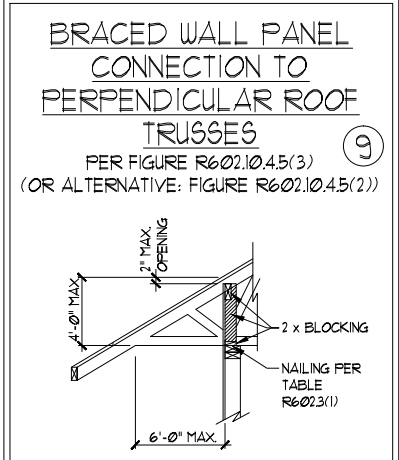 BRACED WALL PANEL
CONNECTION TO
PERPENDICULAR ROOF
TRUSSES
9
PER FIGURE R602.10.4.5(3)
(OR ALTERNATIVE: FIGURE R602.10.4.5(2))
2" MAX.
OPENING
4'-0" MAX.
2 x BLOCKING
NAILING PER
TABLE
R602.3(1)
6'-0" MAX.